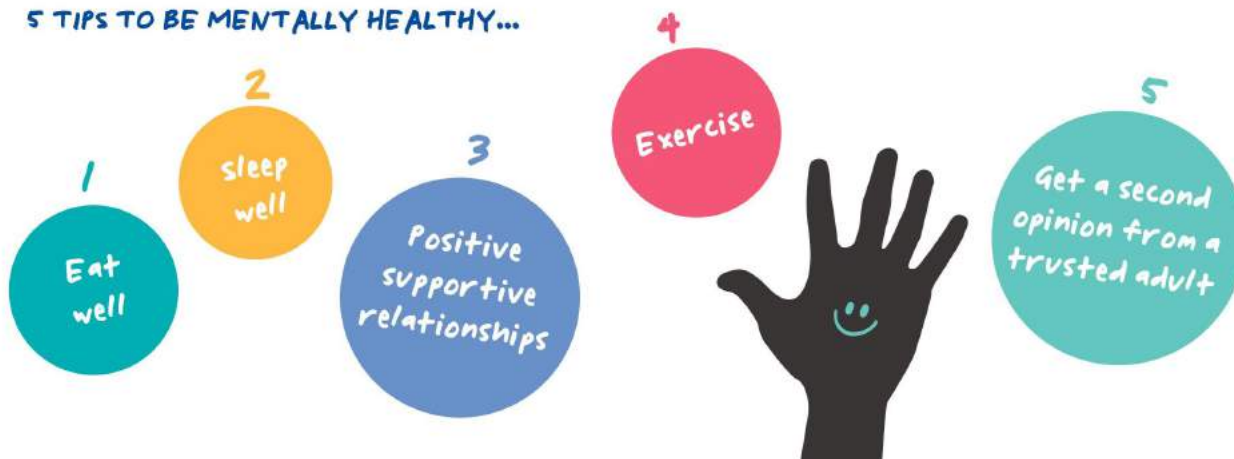 5 TIPS TO BE MENTALLY HEALTHY...
1
Eat
well
2
sleep
well
3
Positive
supportive
relationships
4
Exercise
5
Get a second
opinion from a
trusted adult